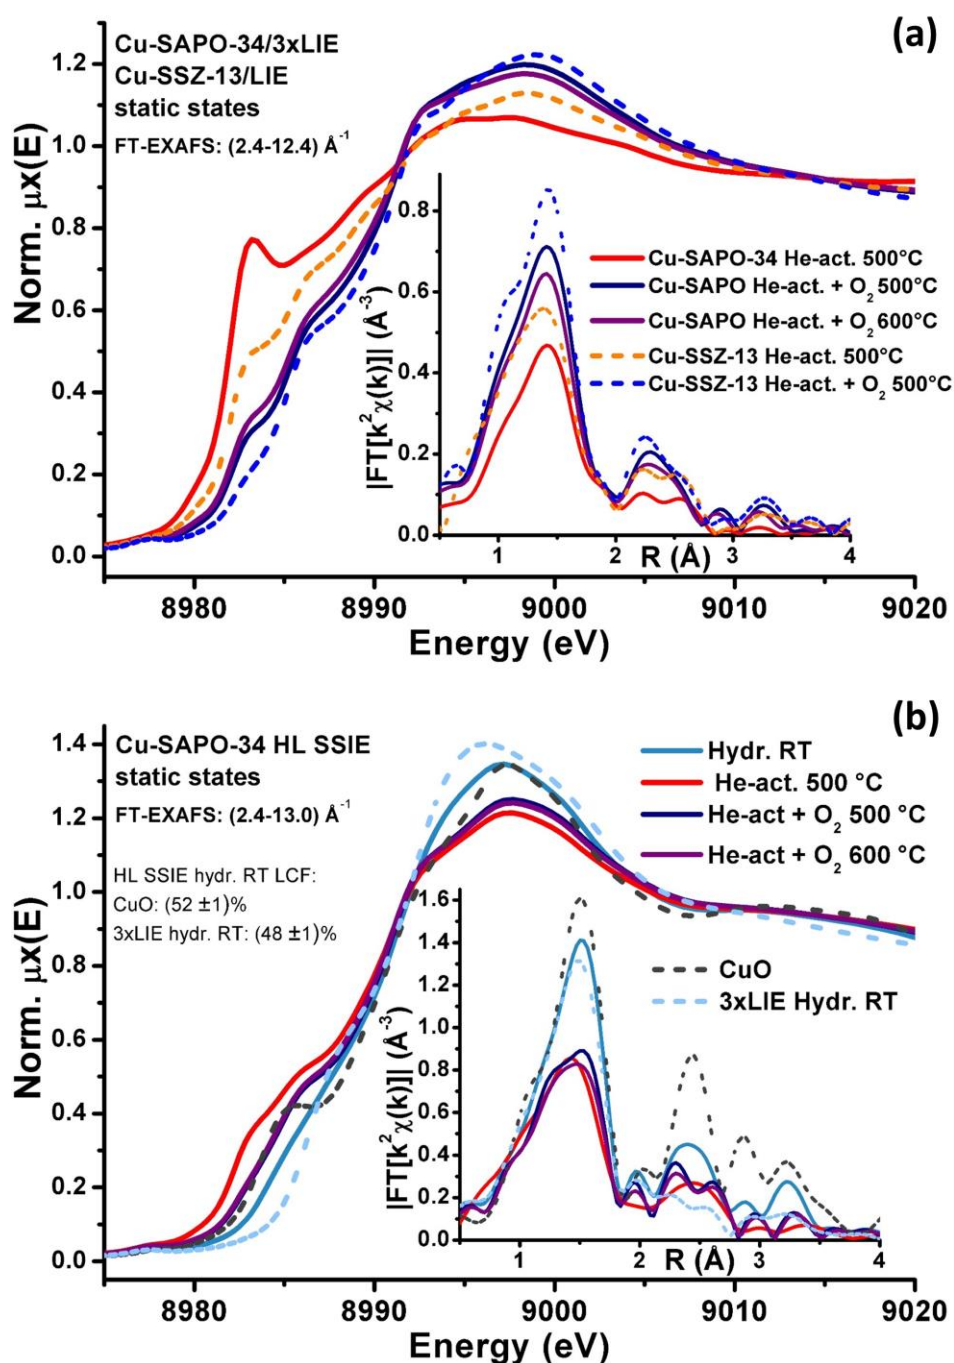 (a)
Cu-SAPO-34/3xLIE
Cu-SSZ-13/LIE
static states
FT-EXAFS: (2.4-12.4) Å⁻¹
Norm. μx(E)
1.2
1.0
0.8
0.6
0.4
0.2
0.0
|FT[k²χ(k)]| (Å⁻³)
0.8
0.6
0.4
0.2
0.0
1 2 3 4
R (Å)
Cu-SAPO-34 He-act. 500°C
Cu-SAPO He-act. + O₂ 500°C
Cu-SAPO He-act. + O₂ 600°C
Cu-SSZ-13 He-act. 500°C
Cu-SSZ-13 He-act. + O₂ 500°C
8980 8990 9000 9010 9020
Energy (eV)
(b)
Cu-SAPO-34 HL SSIE
static states
FT-EXAFS: (2.4-13.0) Å⁻¹
HL SSIE hydr. RT LCF:
CuO: (52 ±1)%
3xLIE hydr. RT: (48 ±1)%
Hydr. RT
He-act. 500 °C
He-act + O₂ 500 °C
He-act + O₂ 600 °C
Norm. μx(E)
1.4
1.2
1.0
0.8
0.6
0.4
0.2
0.0
|FT[k²χ(k)]| (Å⁻³)
1.6
1.4
1.2
1.0
0.8
0.6
0.4
0.2
0.0
CuO
3xLIE Hydr. RT
1 2 3 4
R (Å)
8980 8990 9000 9010 9020
Energy (eV)